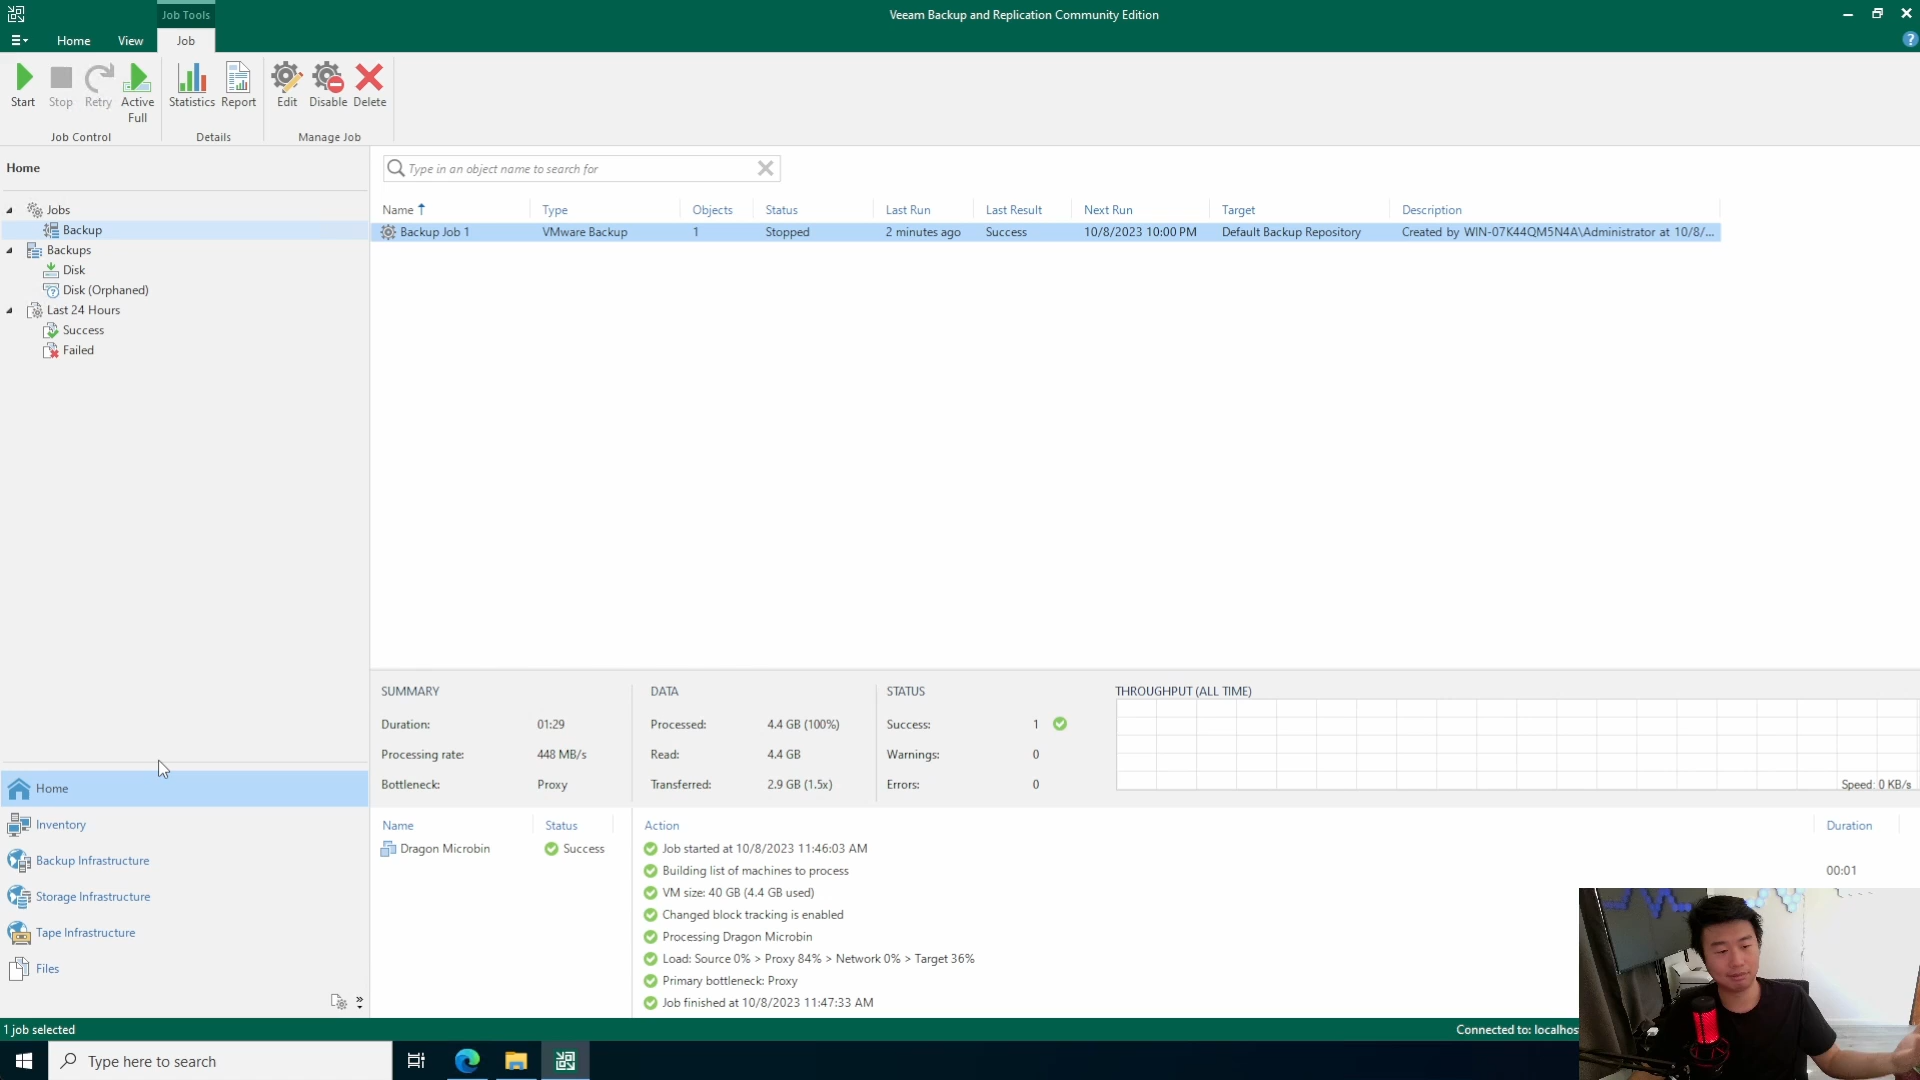 Job Tools
Veeam Backup and Replication Community Edition
Home View Job
Start Stop Retry Active Full
Statistics Report
Edit Disable Delete
Job Control Details Manage Job
Home
Type in an object name to search for
Jobs
Backup
Backups
Disk
Disk (Orphaned)
Last 24 Hours
Success
Failed
Name Type Objects Status Last Run Last Result Next Run Target Description
Backup Job 1 VMware Backup 1 Stopped 2 minutes ago Success 10/8/2023 10:00 PM Default Backup Repository Created by WIN-07K44QM5N4A\Administrator at 10/8/...
SUMMARY
Duration: 01:29
Processing rate: 448 MB/s
Bottleneck: Proxy
DATA
Processed: 4.4 GB (100%)
Read: 4.4 GB
Transferred: 2.9 GB (1.5x)
STATUS
Success: 1
Warnings: 0
Errors: 0
THROUGHPUT (ALL TIME)
Speed: 0 KB/s
Home
Inventory
Backup Infrastructure
Storage Infrastructure
Tape Infrastructure
Files
Name Status
Dragon Microbin Success
Action Duration
Job started at 10/8/2023 11:46:03 AM
Building list of machines to process 00:01
VM size: 40 GB (4.4 GB used)
Changed block tracking is enabled
Processing Dragon Microbin
Load: Source 0% > Proxy 84% > Network 0% > Target 36%
Primary bottleneck: Proxy
Job finished at 10/8/2023 11:47:33 AM
1 job selected
Connected to: localhos
Type here to search